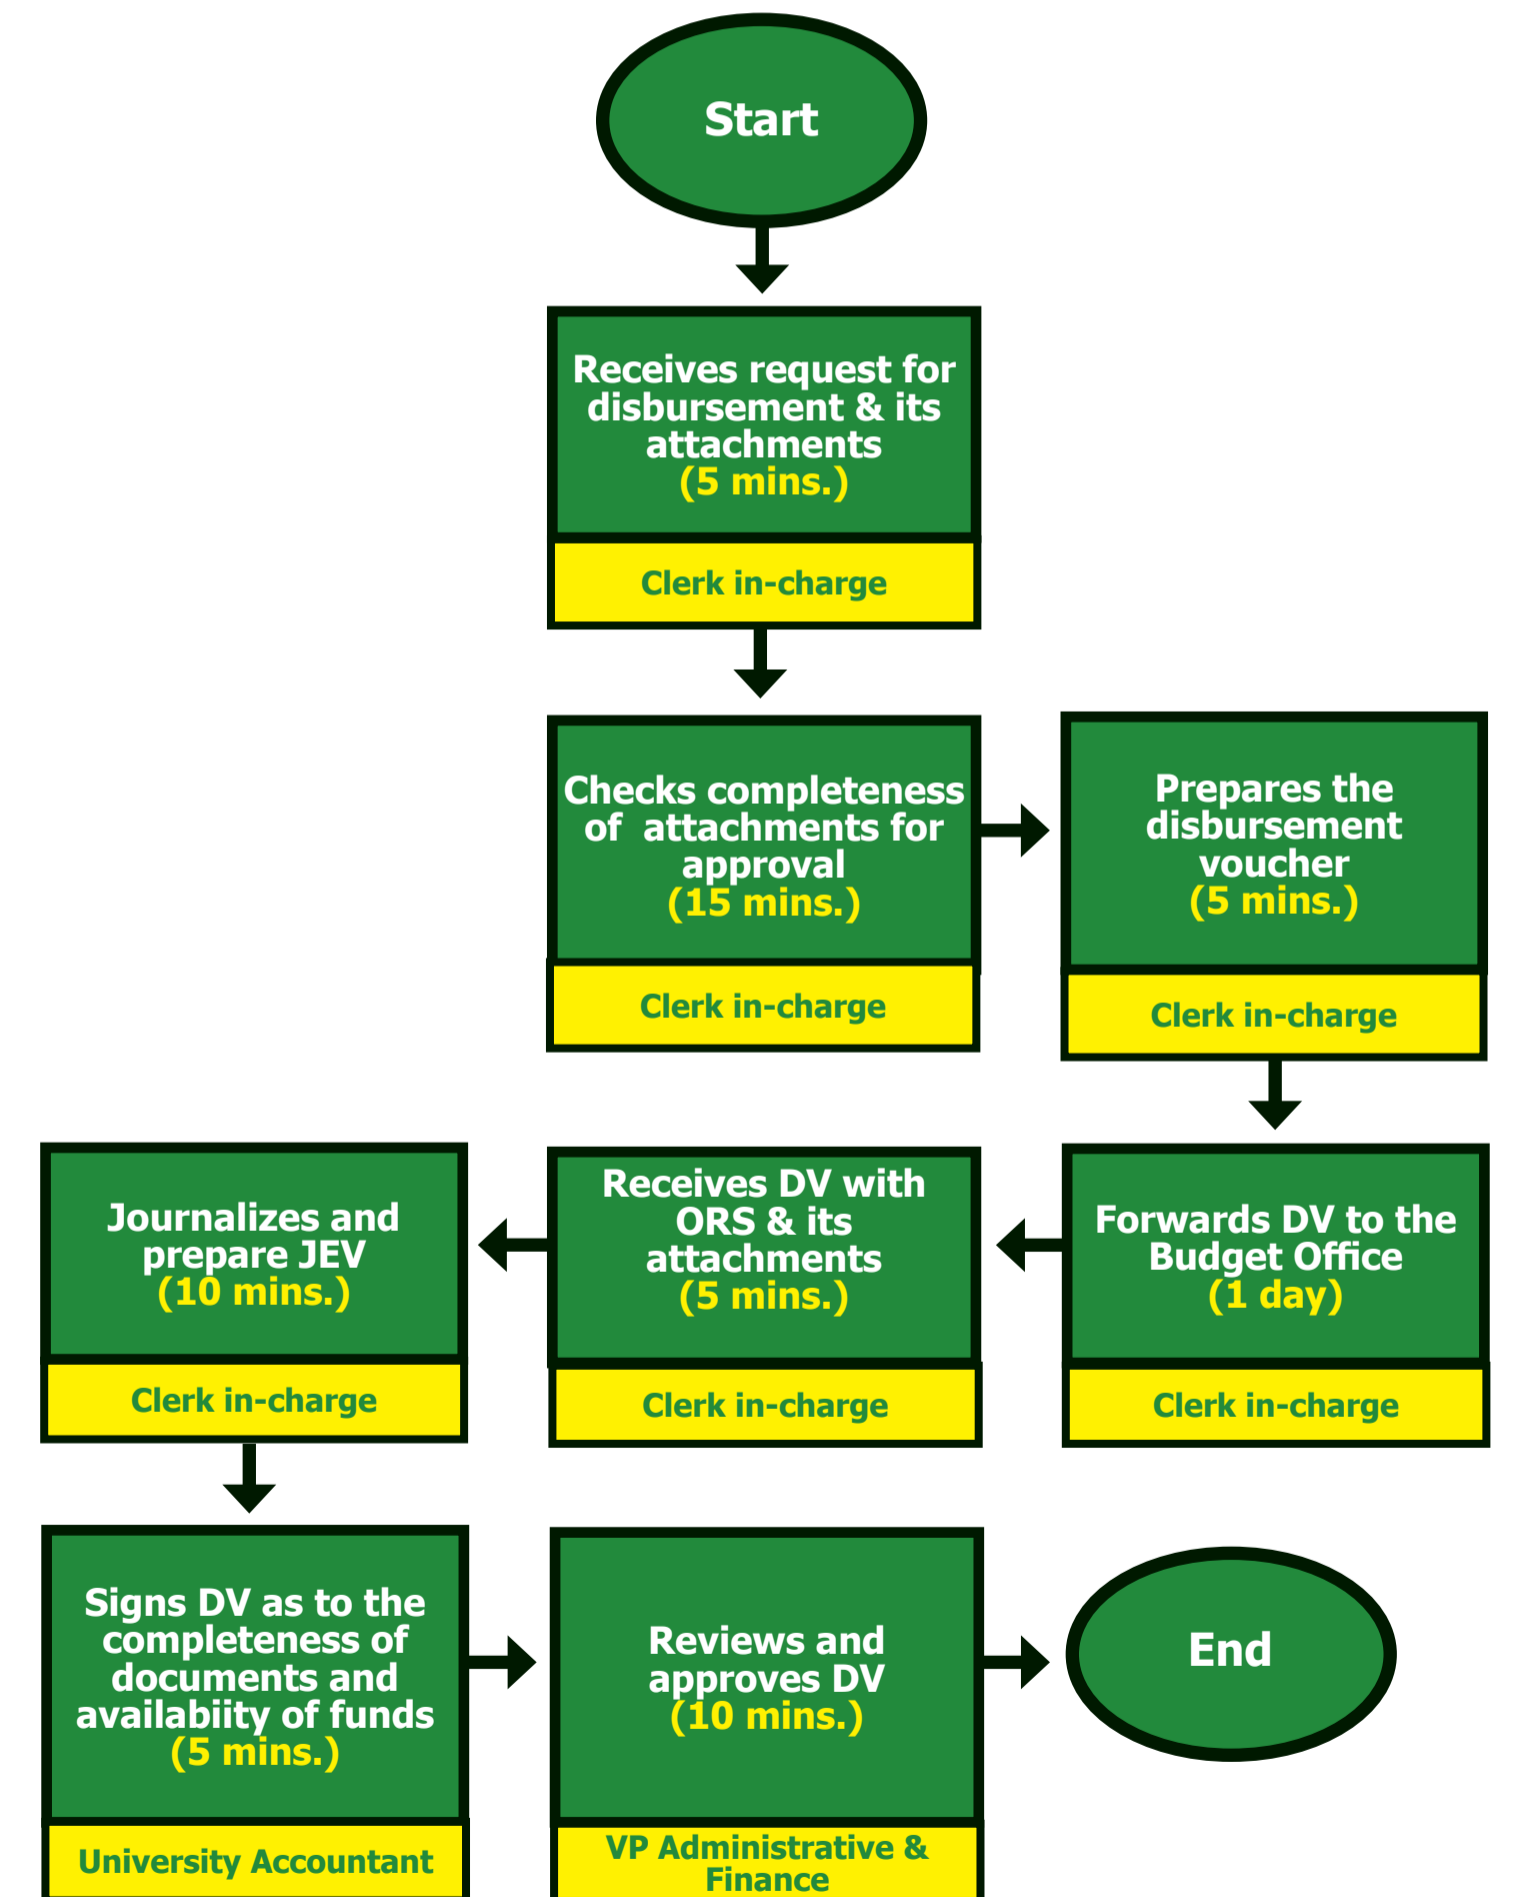 Start
Receives request for
disbursement & its
attachments
(5 mins.)
Clerk in-charge
Checks completeness
of attachments for
approval
(15 mins.)
Clerk in-charge
Prepares the
disbursement
voucher
(5 mins.)
Clerk in-charge
Forwards DV to the
Budget Office
(1 day)
Clerk in-charge
Receives DV with
ORS & its
attachments
(5 mins.)
Clerk in-charge
Journalizes and
prepare JEV
(10 mins.)
Clerk in-charge
Signs DV as to the
completeness of
documents and
availabiity of funds
(5 mins.)
University Accountant
Reviews and
approves DV
(10 mins.)
VP Administrative &
Finance
End